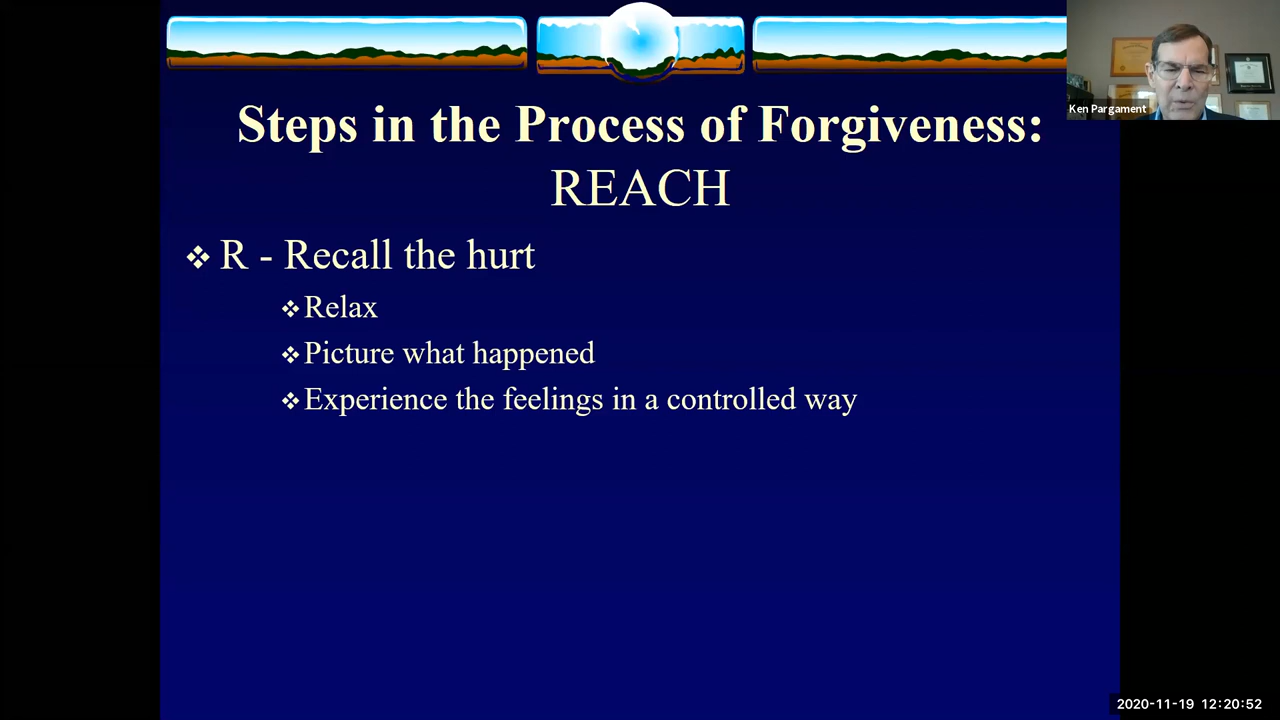 Ken Pargament
Steps in the Process of Forgiveness:
REACH
R - Recall the hurt
Relax
Picture what happened
Experience the feelings in a controlled way
2020-11-19 12:20:52